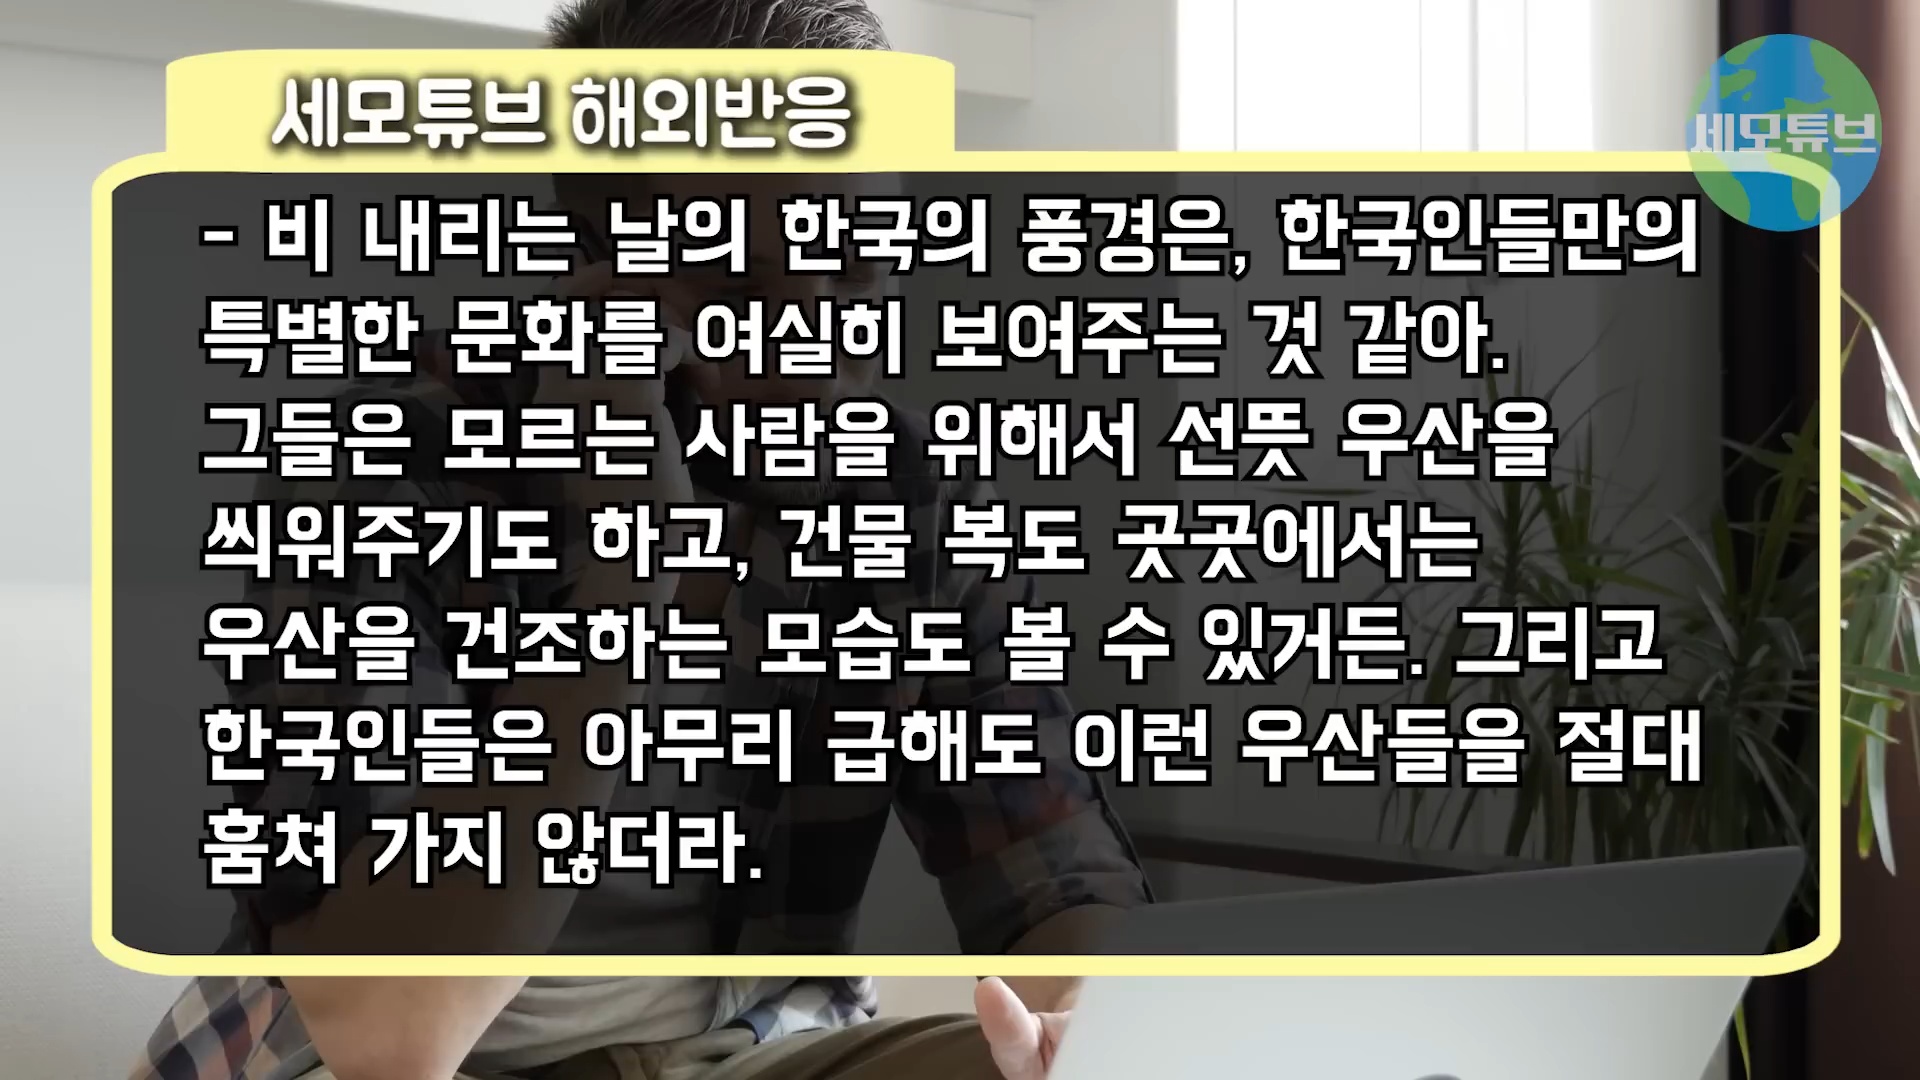 세모튜브 해외반응
세모튜브
- 비 내리는 날의 한국의 풍경은, 한국인들만의
특별한 문화를 여실히 보여주는 것 같아.
그들은 모르는 사람을 위해서 선뜻 우산을
씌워주기도 하고, 건물 복도 곳곳에서는
우산을 건조하는 모습도 볼 수 있거든. 그리고
한국인들은 아무리 급해도 이런 우산들을 절대
훔쳐 가지 않더라.